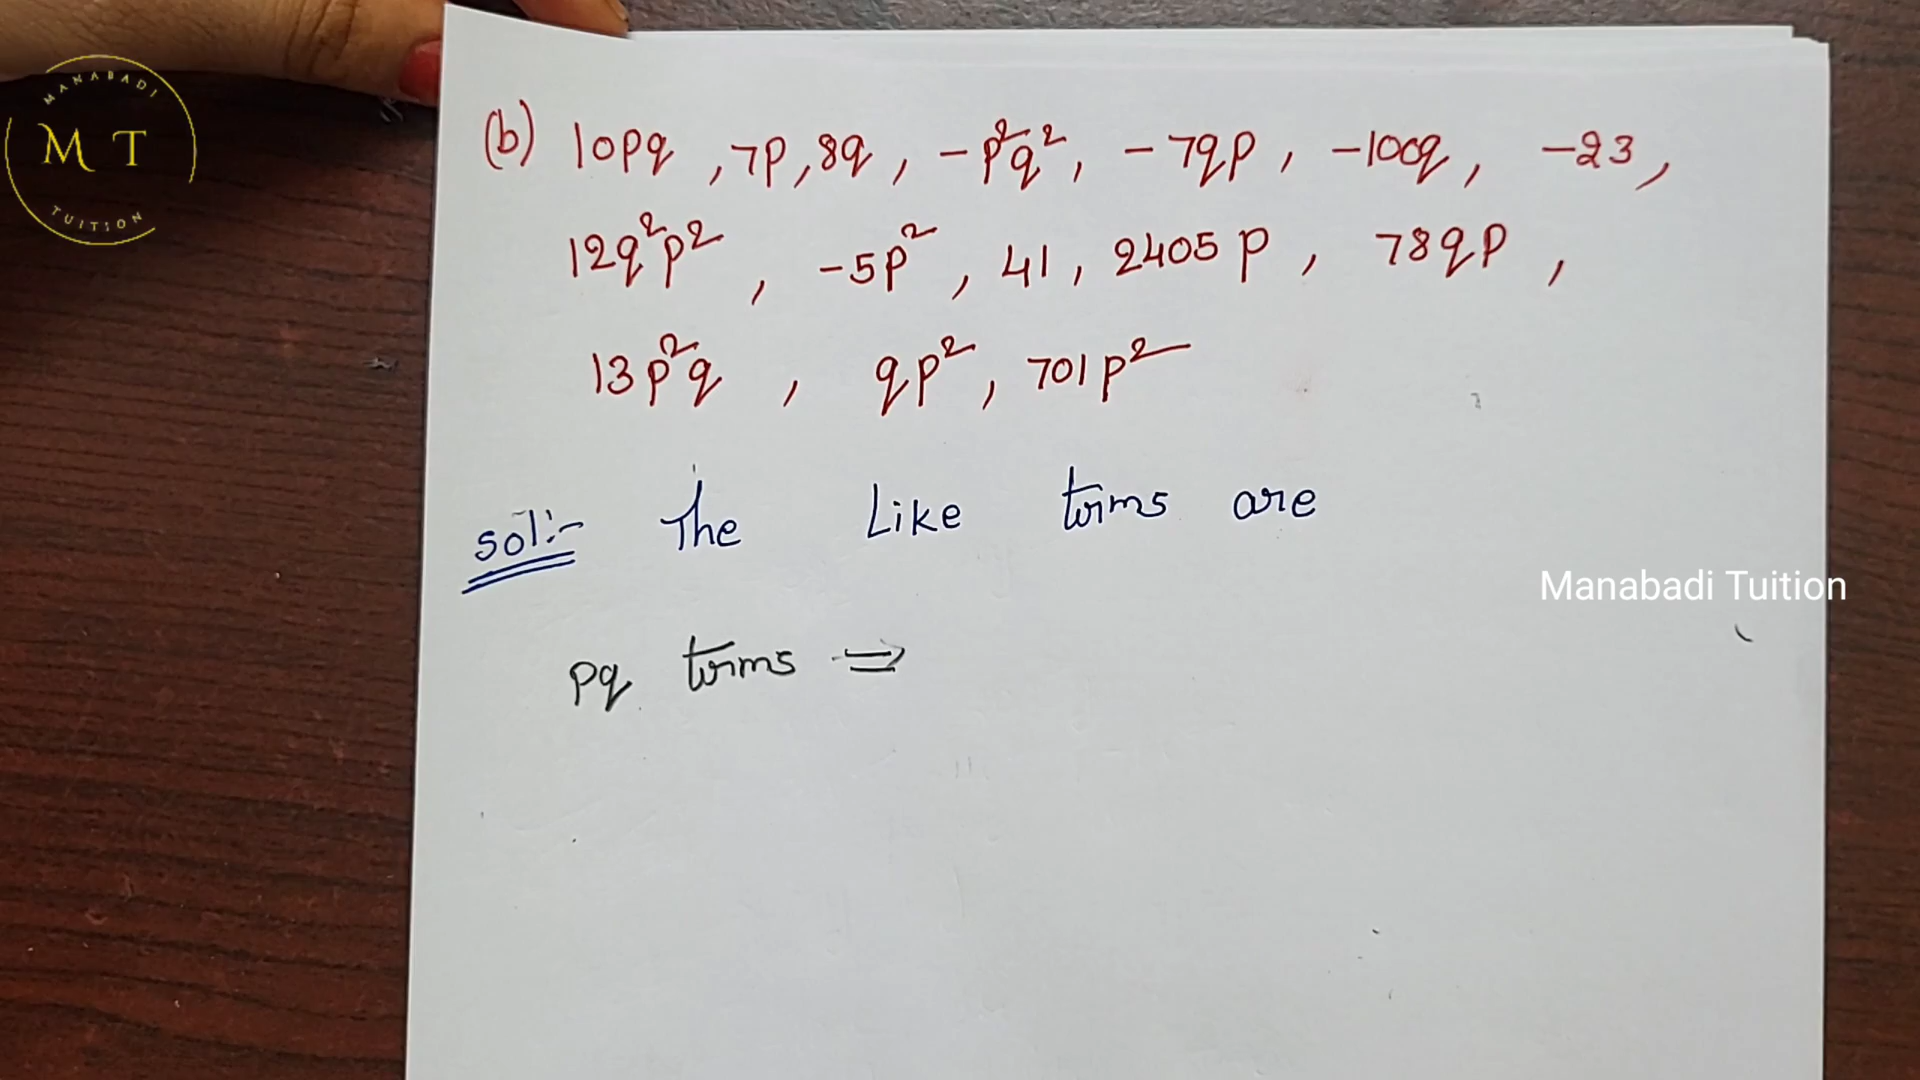 MANABADI
M T
TUITION
(b) 10pq , 7p, 8q , -p²q², -7qp , -100q, -23,
12q²p² , -5p² , 41 , 2405 p , 78qp ,
13p²q , qp² , 701p²
sol:- The Like terms are
Manabadi Tuition
pq terms ⇒